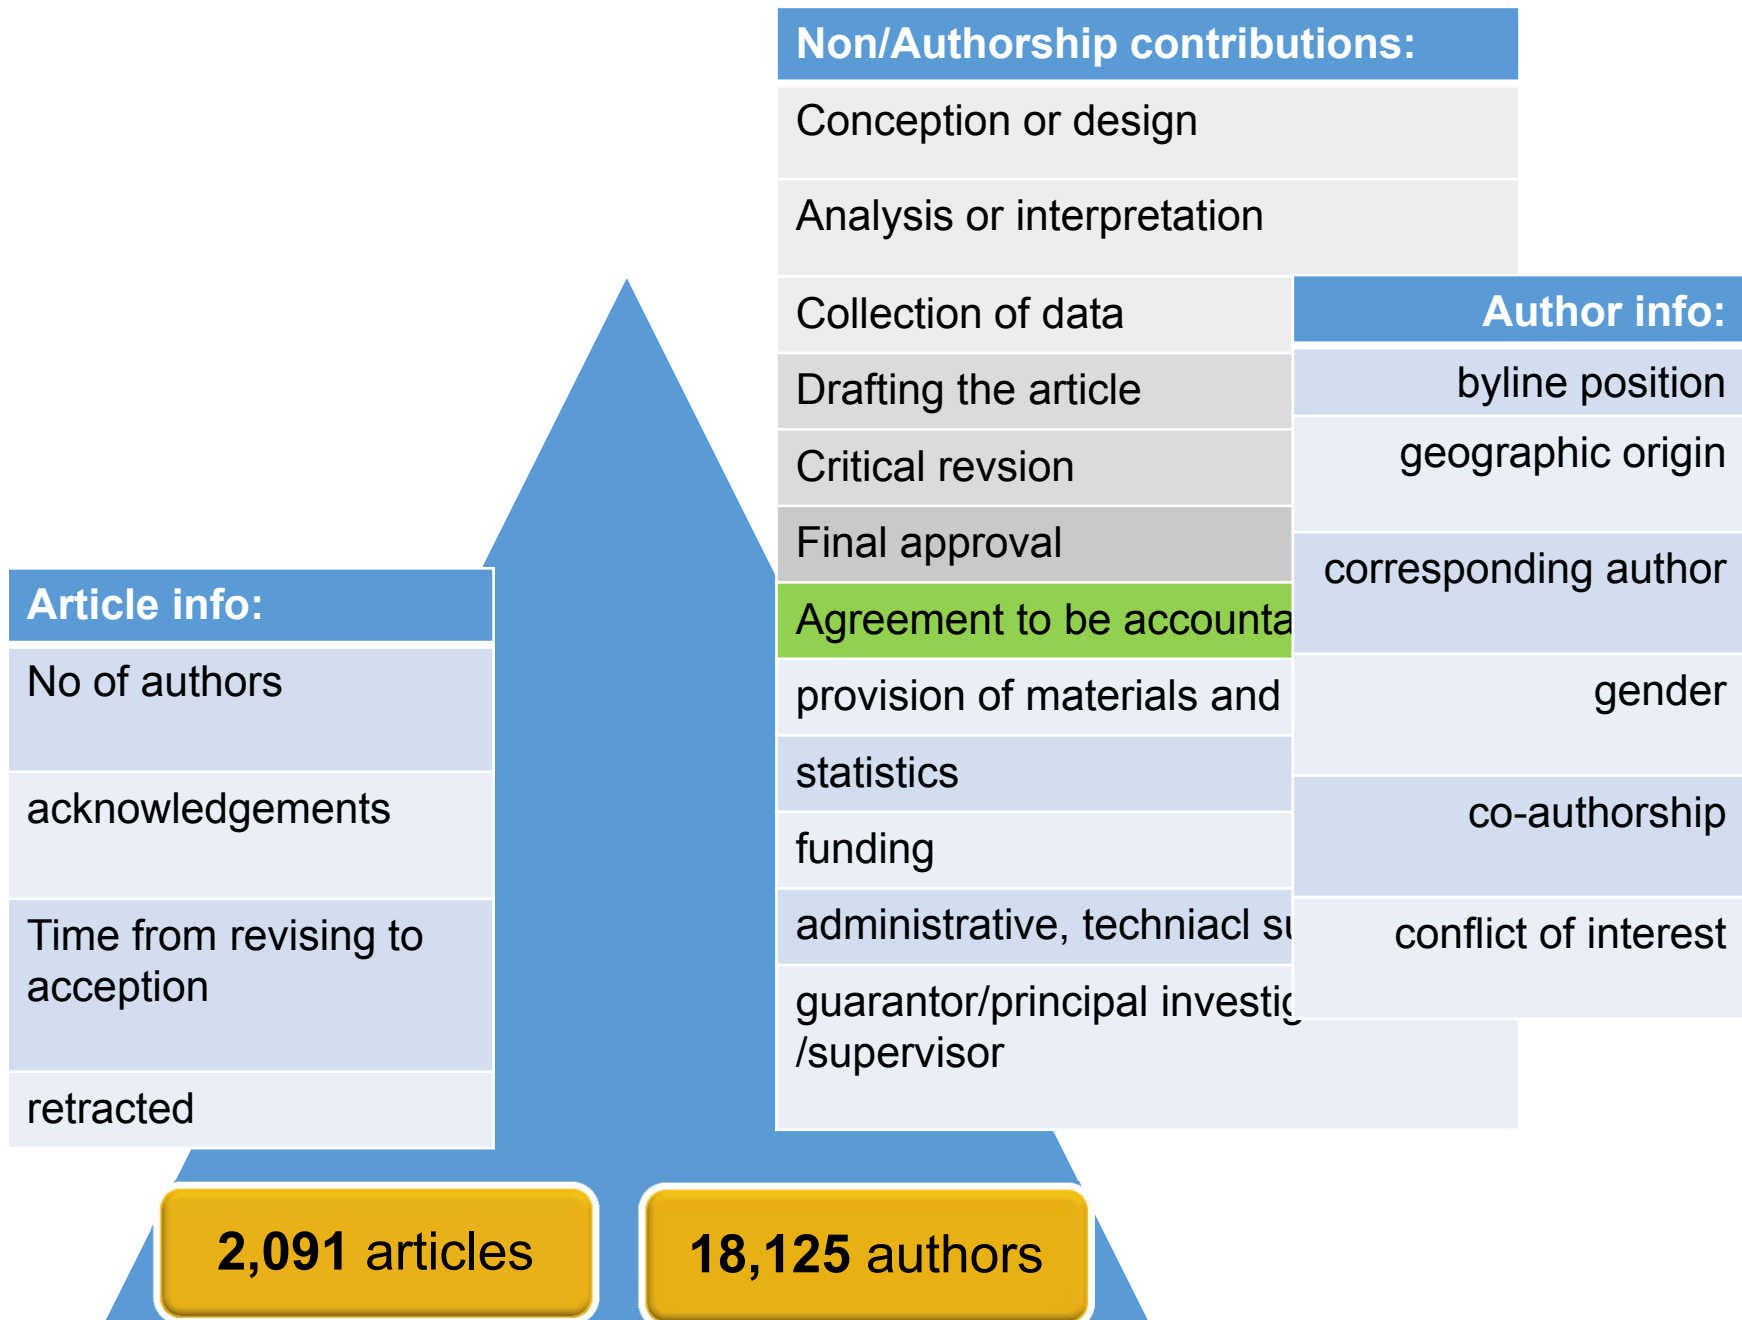 Non/Authorship contributions:
Conception or design
Analysis or interpretation
Collection of data
Drafting the article
Critical revsion
Final approval
Agreement to be
provision of materials and
statistics
funding
administrative, techniacl
guarantor/principal
/supervisor
Author info:
byline position
geographic origin
corresponding author
gender
co-authorship
conflict of interest
Article info:
No of authors
acknowledgements
Time from revising to
acception
retracted
2,091 articles
18,125 authors